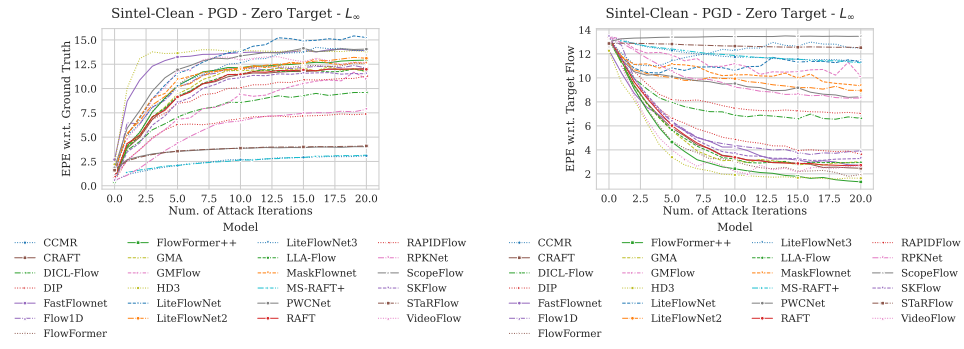 Sintel-Clean - PGD - Zero Target - L∞
EPE w.r.t. Ground Truth
15.0
12.5
10.0
7.5
5.0
2.5
0.0
0.0 2.5 5.0 7.5 10.0 12.5 15.0 17.5 20.0
Num. of Attack Iterations
Model
CCMR FlowFormer++ LiteFlowNet3 RAPIDFlow
CRAFT GMA LLA-Flow RPKNet
DICL-Flow GMFlow MaskFlownet ScopeFlow
DIP HD3 MS-RAFT+ SKFlow
FastFlownet LiteFlowNet PWCNet STaRFlow
Flow1D LiteFlowNet2 RAFT VideoFlow
FlowFormer
Sintel-Clean - PGD - Zero Target - L∞
EPE w.r.t. Target Flow
14
12
10
8
6
4
2
0.0 2.5 5.0 7.5 10.0 12.5 15.0 17.5 20.0
Num. of Attack Iterations
Model
CCMR FlowFormer++ LiteFlowNet3 RAPIDFlow
CRAFT GMA LLA-Flow RPKNet
DICL-Flow GMFlow MaskFlownet ScopeFlow
DIP HD3 MS-RAFT+ SKFlow
FastFlownet LiteFlowNet PWCNet STaRFlow
Flow1D LiteFlowNet2 RAFT VideoFlow
FlowFormer